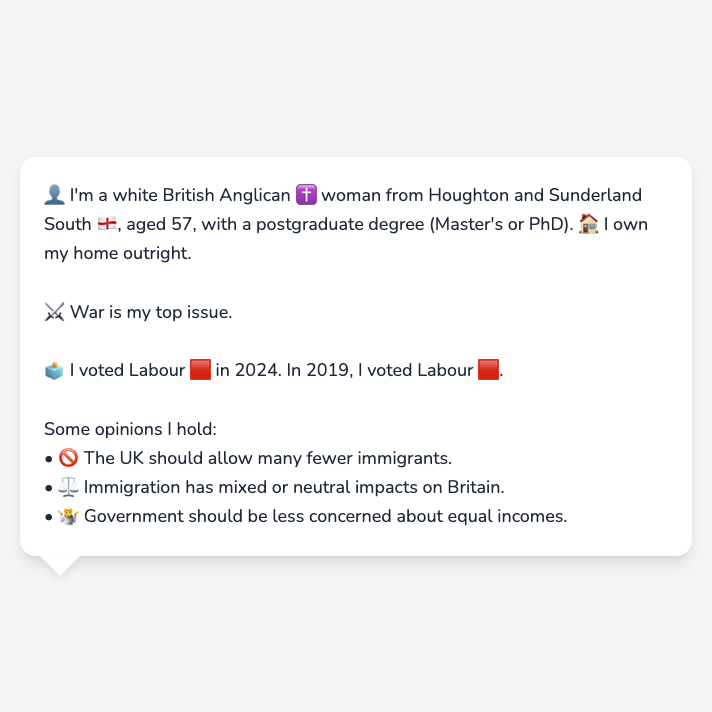 👤 I'm a white British Anglican ✝️ woman from Houghton and Sunderland
South 🏴󠁧󠁢󠁥󠁮󠁧󠁿, aged 57, with a postgraduate degree (Master's or PhD). 🏠 I own
my home outright.
⚔️ War is my top issue.
🗳️ I voted Labour 🟥 in 2024. In 2019, I voted Labour 🟥.
Some opinions I hold:
• 🚫 The UK should allow many fewer immigrants.
• ⚖️ Immigration has mixed or neutral impacts on Britain.
• 🤷 Government should be less concerned about equal incomes.